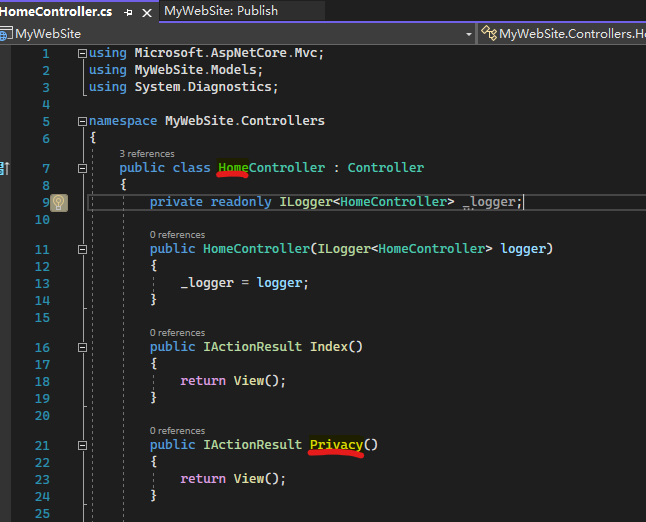 HomeController.cs MyWebSite: Publish
MyWebSite MyWebSite.Controllers.Ho
1 using Microsoft.AspNetCore.Mvc;
2 using MyWebSite.Models;
3 using System.Diagnostics;
4
5 namespace MyWebSite.Controllers
6 {
3 references
7 public class HomeController : Controller
8 {
9 private readonly ILogger<HomeController> _logger;
10
0 references
11 public HomeController(ILogger<HomeController> logger)
12 {
13 _logger = logger;
14 }
15
0 references
16 public IActionResult Index()
17 {
18 return View();
19 }
20
0 references
21 public IActionResult Privacy()
22 {
23 return View();
24 }
25